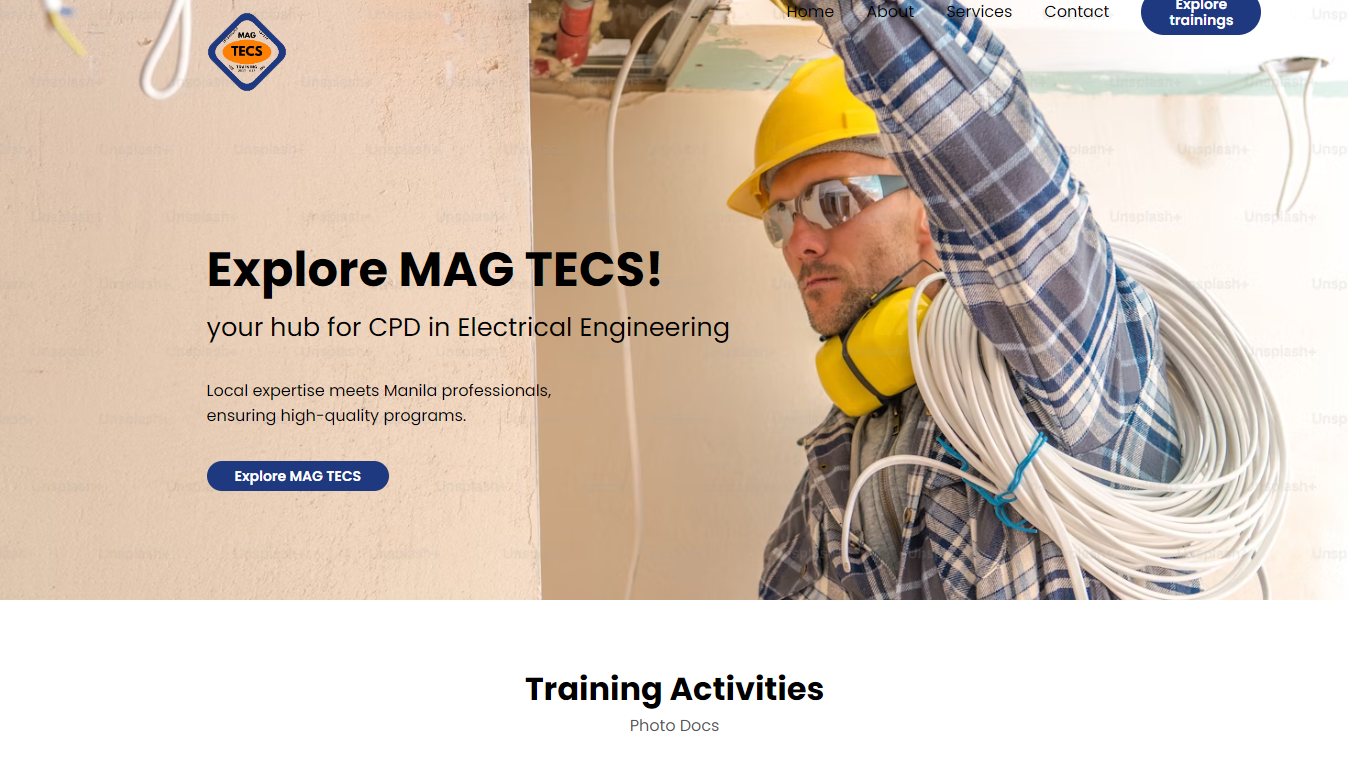 MAG
TECS
TRAINING
Home About Services Contact
Explore
trainings
Explore MAG TECS!
your hub for CPD in Electrical Engineering
Local expertise meets Manila professionals,
ensuring high-quality programs.
Explore MAG TECS
Unsplash+
Training Activities
Photo Docs